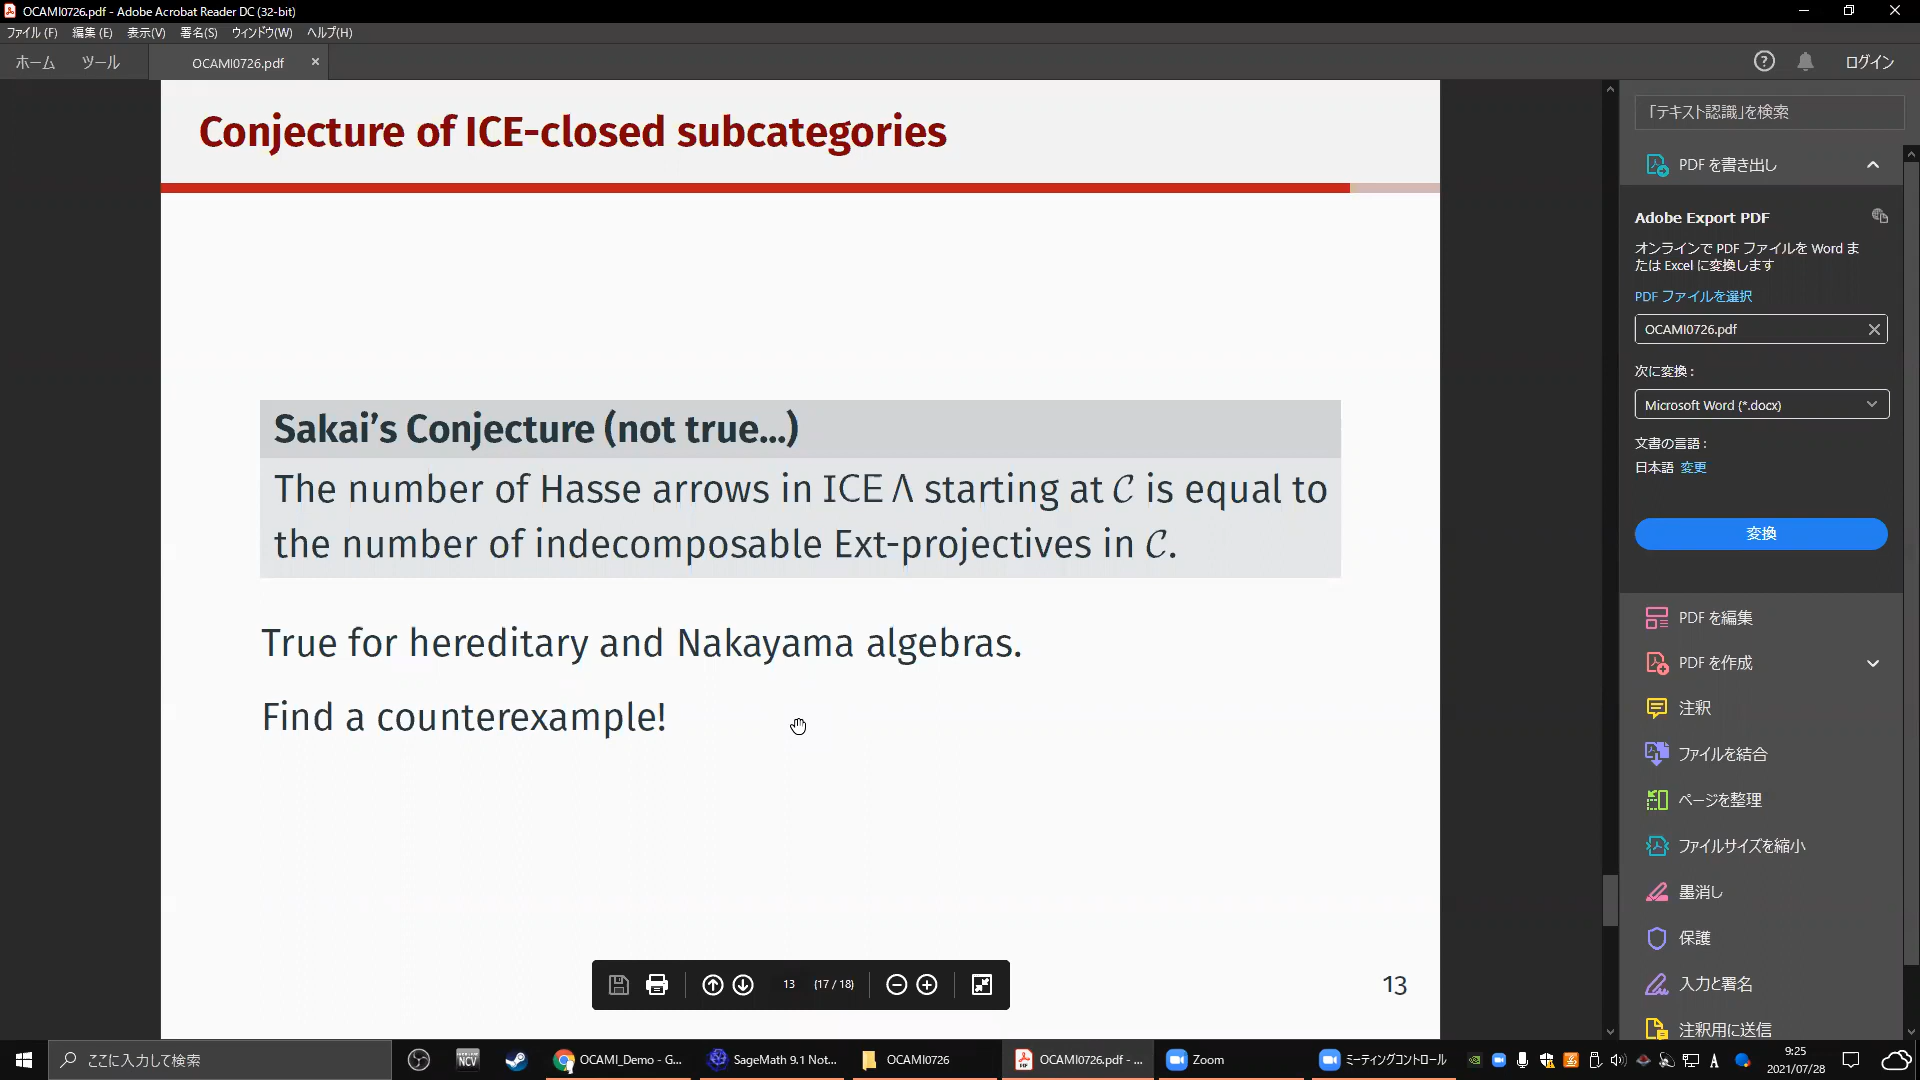 OCAMI0726.pdf - Adobe Acrobat Reader DC (32-bit)
ファイル(F) 編集(E) 表示(V) 署名(S) ウィンドウ(W) ヘルプ(H)
ホーム ツール OCAMI0726.pdf × ログイン
Conjecture of ICE-closed subcategories
Sakai's Conjecture (not true...)
The number of Hasse arrows in ICE Λ starting at 𝒞 is equal to
the number of indecomposable Ext-projectives in 𝒞.
True for hereditary and Nakayama algebras.
Find a counterexample!
13
13 (17 / 18)
「テキスト認識」を検索
PDF を書き出し
Adobe Export PDF
オンラインで PDF ファイルを Word ま
たは Excel に変換します
PDF ファイルを選択
OCAMI0726.pdf
次に変換 :
Microsoft Word (*.docx)
文書の言語 :
日本語 変更
変換
PDF を編集
PDF を作成
注釈
ファイルを結合
ページを整理
ファイルサイズを縮小
墨消し
保護
入力と署名
注釈用に送信
ここに入力して検索
NCV
OCAMI_Demo - G...
SageMath 9.1 Not...
OCAMI0726
OCAMI0726.pdf - ...
Zoom
ミーティングコントロール
A
9:25
2021/07/28